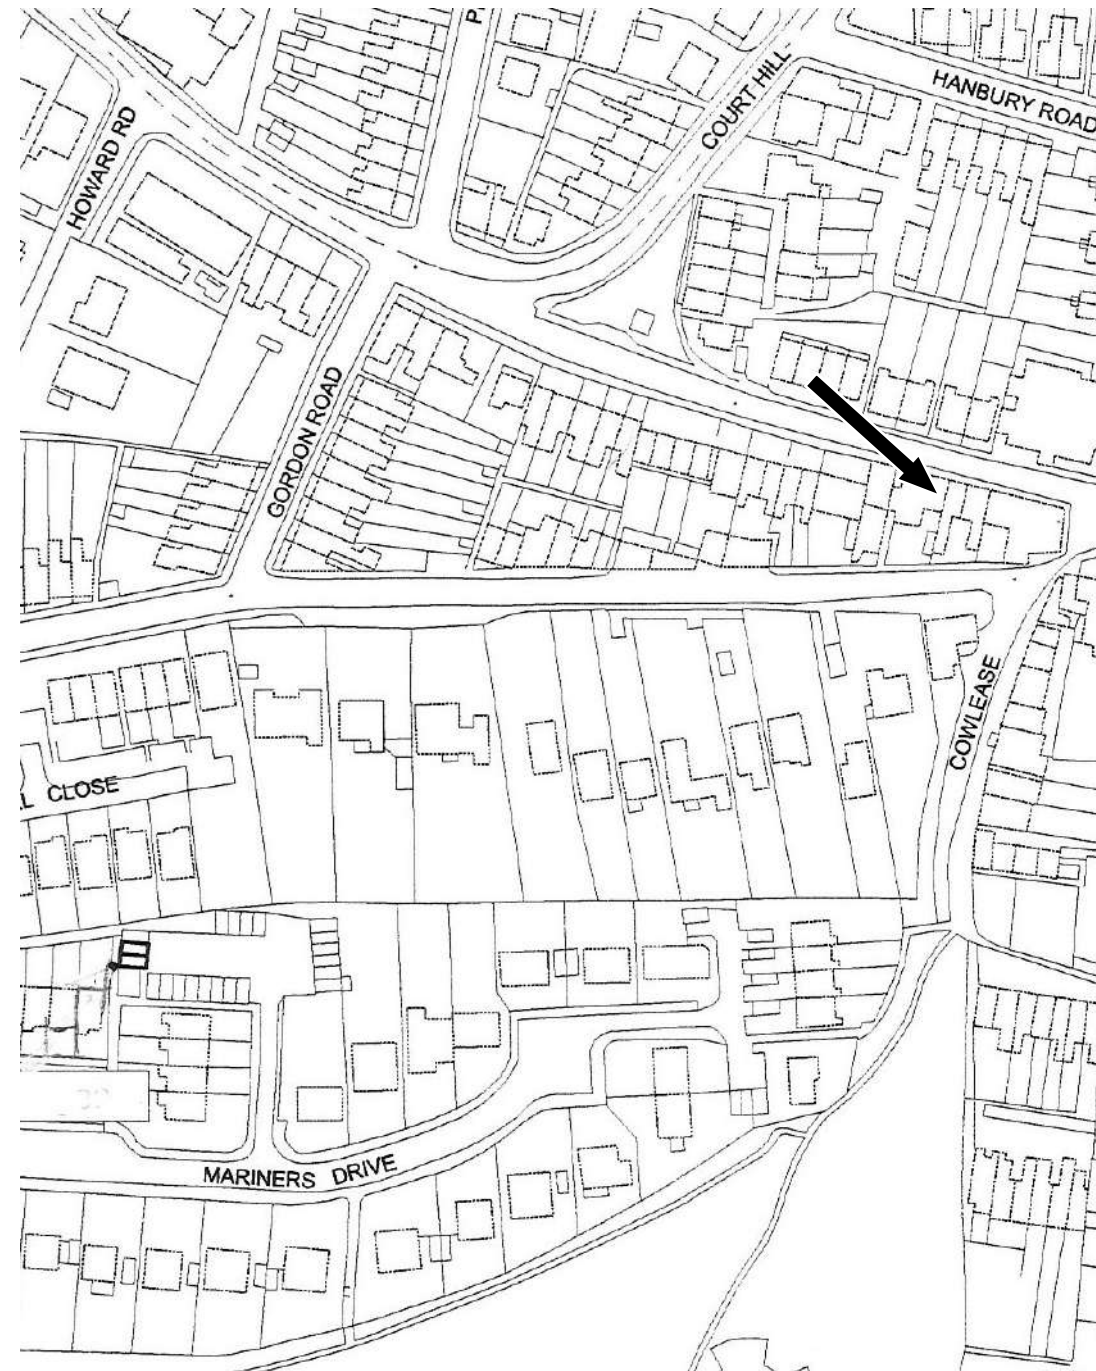 COURT HILL
HANBURY ROAD
HOWARD RD
GORDON ROAD
COWLEASE
CLOSE
MARINERS DRIVE